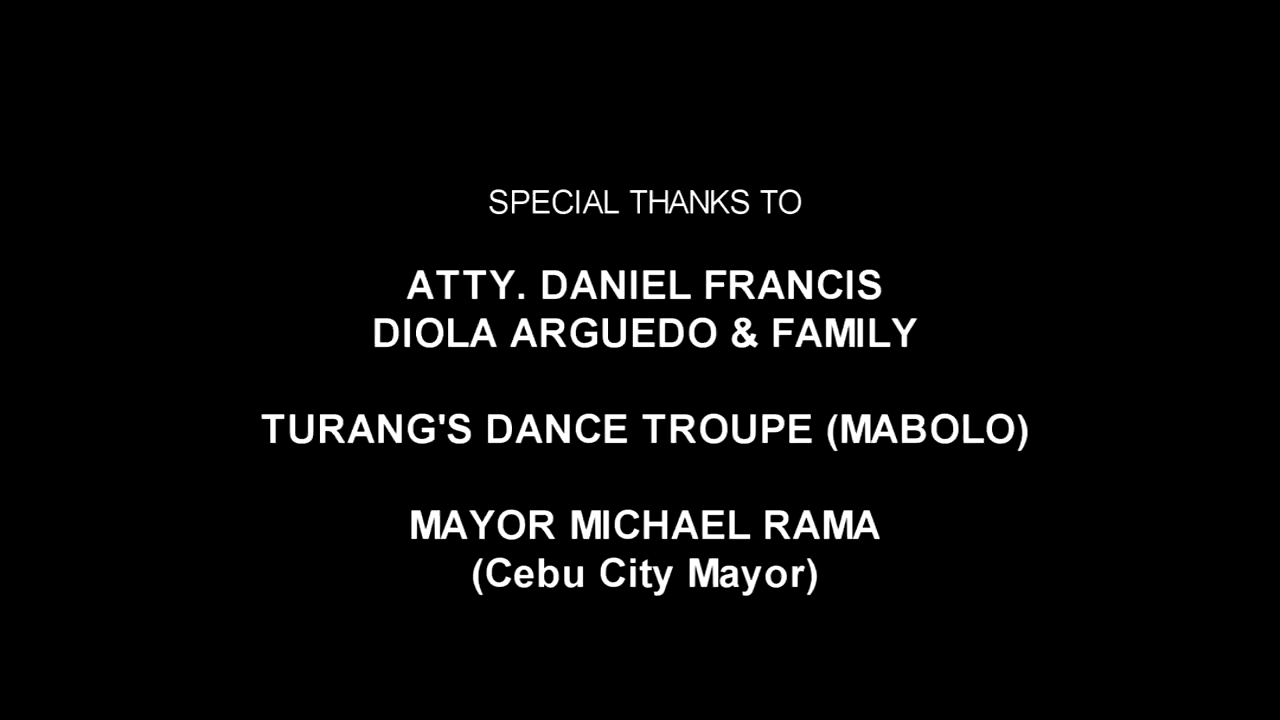 SPECIAL THANKS TO
ATTY. DANIEL FRANCIS
DIOLA ARGUEDO & FAMILY
TURANG'S DANCE TROUPE (MABOLO)
MAYOR MICHAEL RAMA
(Cebu City Mayor)